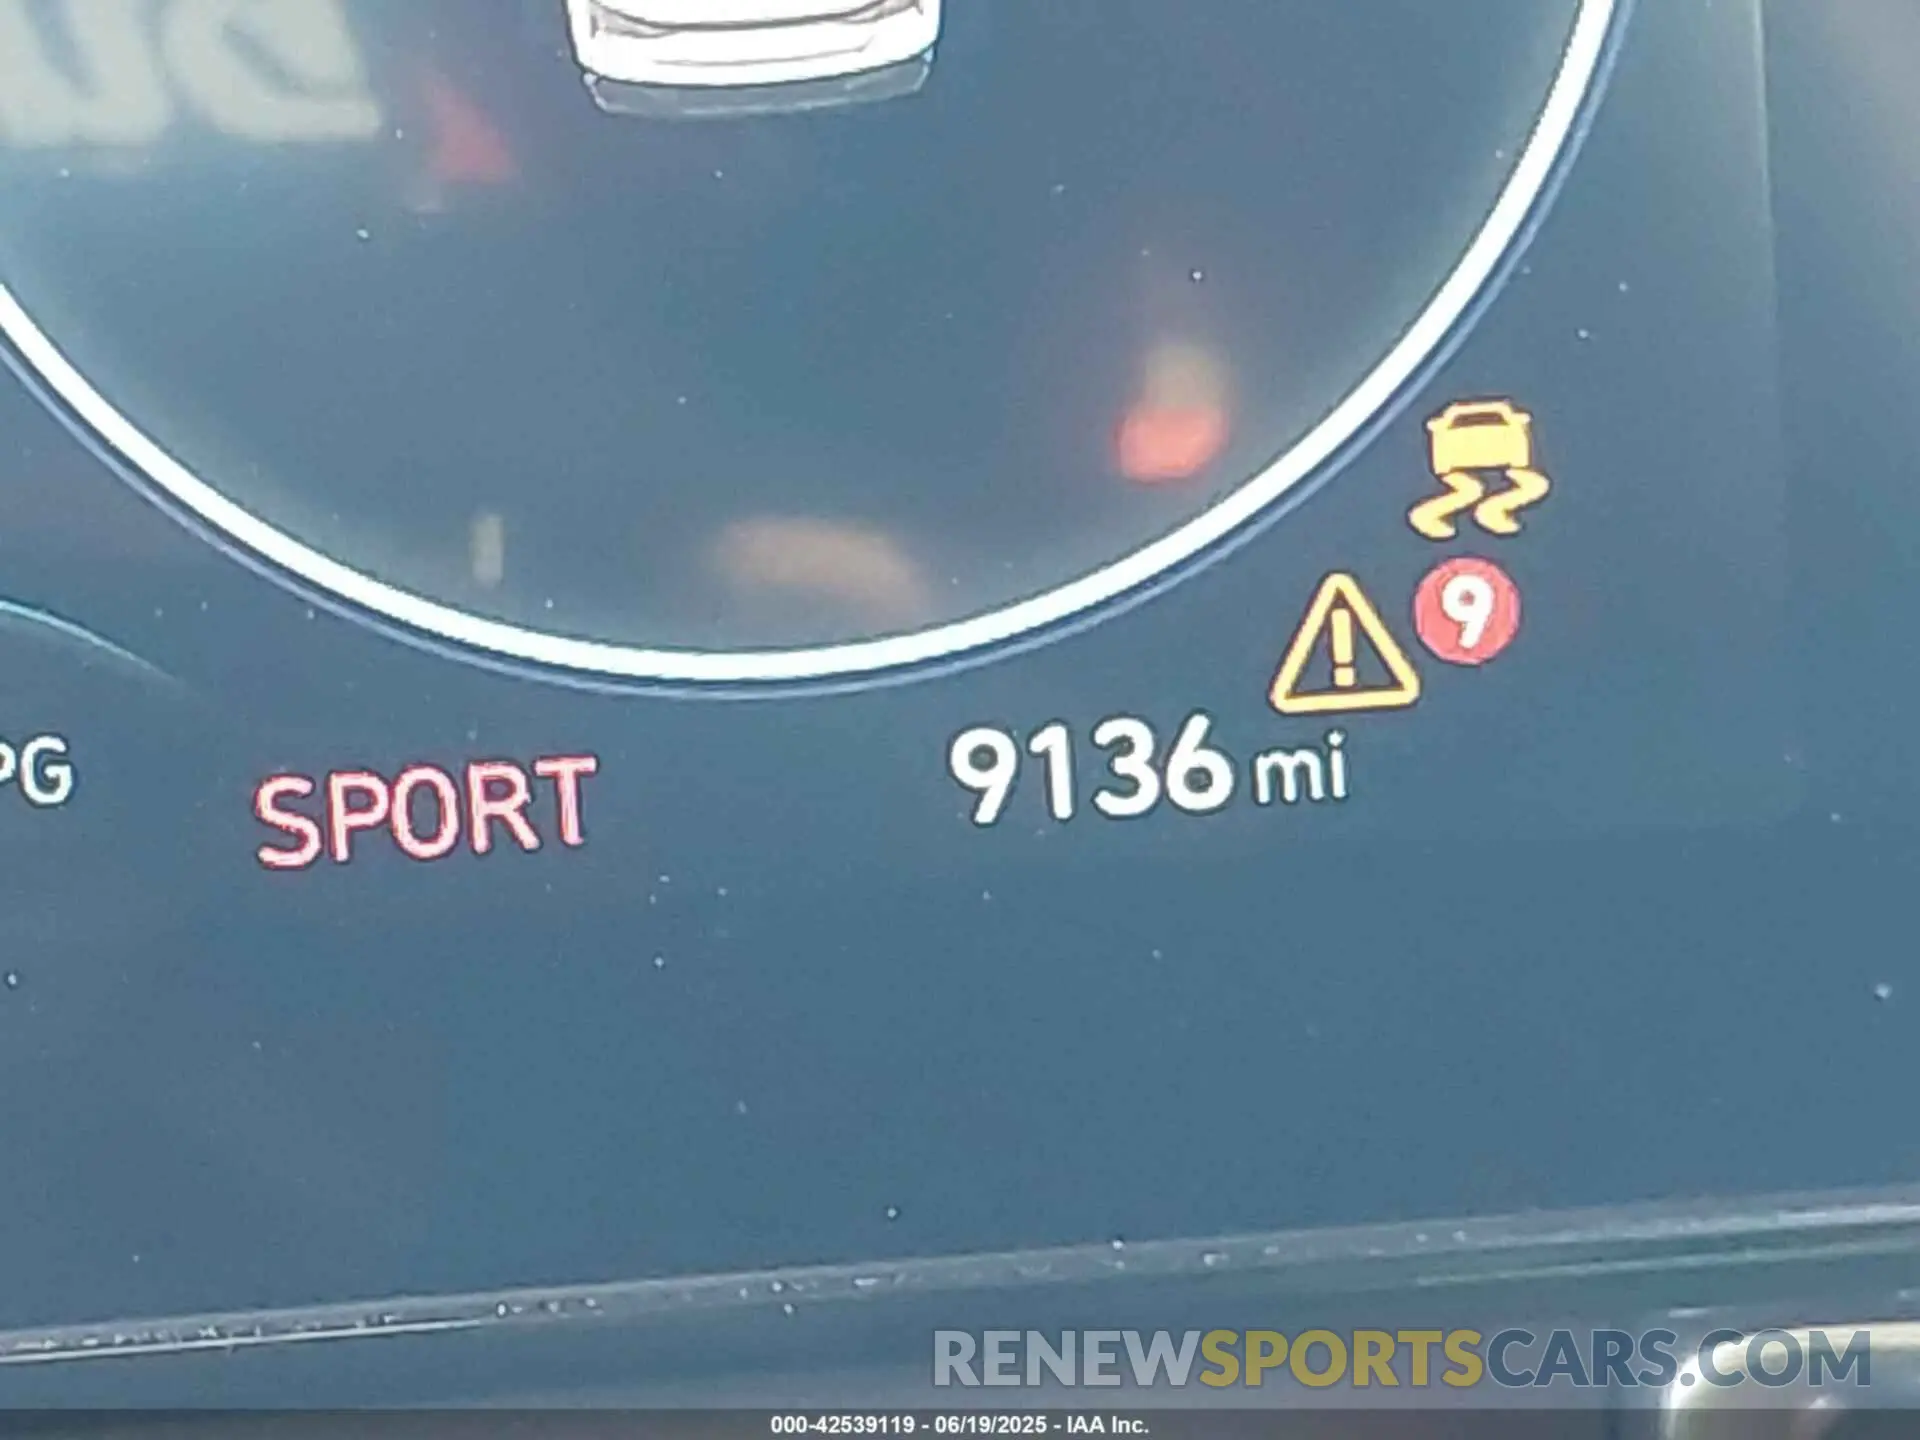 9
PG
SPORT
9136 mi
RENEWSPORTSCARS.COM
000-42539119 - 06/19/2025 - IAA Inc.